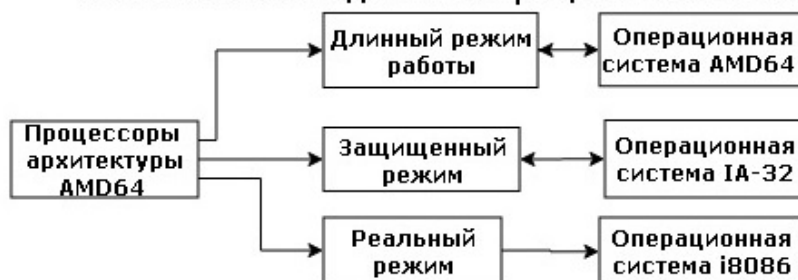 Процессоры
архитектуры
AMD64
Длинный режим
работы
Операционная
система AMD64
Защищенный
режим
Операционная
система IA-32
Реальный
режим
Операционная
система i8086